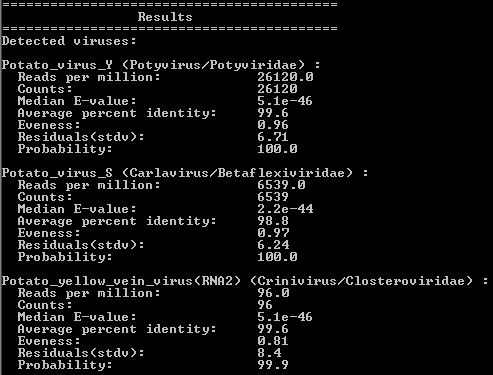 ========================================
Results
========================================
Detected viruses:
Potato_virus_Y (Potyvirus/Potyviridae) :
Reads per million: 26120.0
Counts: 26120
Median E-value: 5.1e-46
Average percent identity: 99.6
Eveness: 0.96
Residuals(stdv): 6.71
Probability: 100.0
Potato_virus_S (Carlavirus/Betaflexiviridae) :
Reads per million: 6539.0
Counts: 6539
Median E-value: 2.2e-44
Average percent identity: 98.8
Eveness: 0.97
Residuals(stdv): 6.24
Probability: 100.0
Potato_yellow_vein_virus(RNA2) (Crinivirus/Closteroviridae) :
Reads per million: 96.0
Counts: 96
Median E-value: 5.1e-46
Average percent identity: 99.6
Eveness: 0.81
Residuals(stdv): 8.4
Probability: 99.9